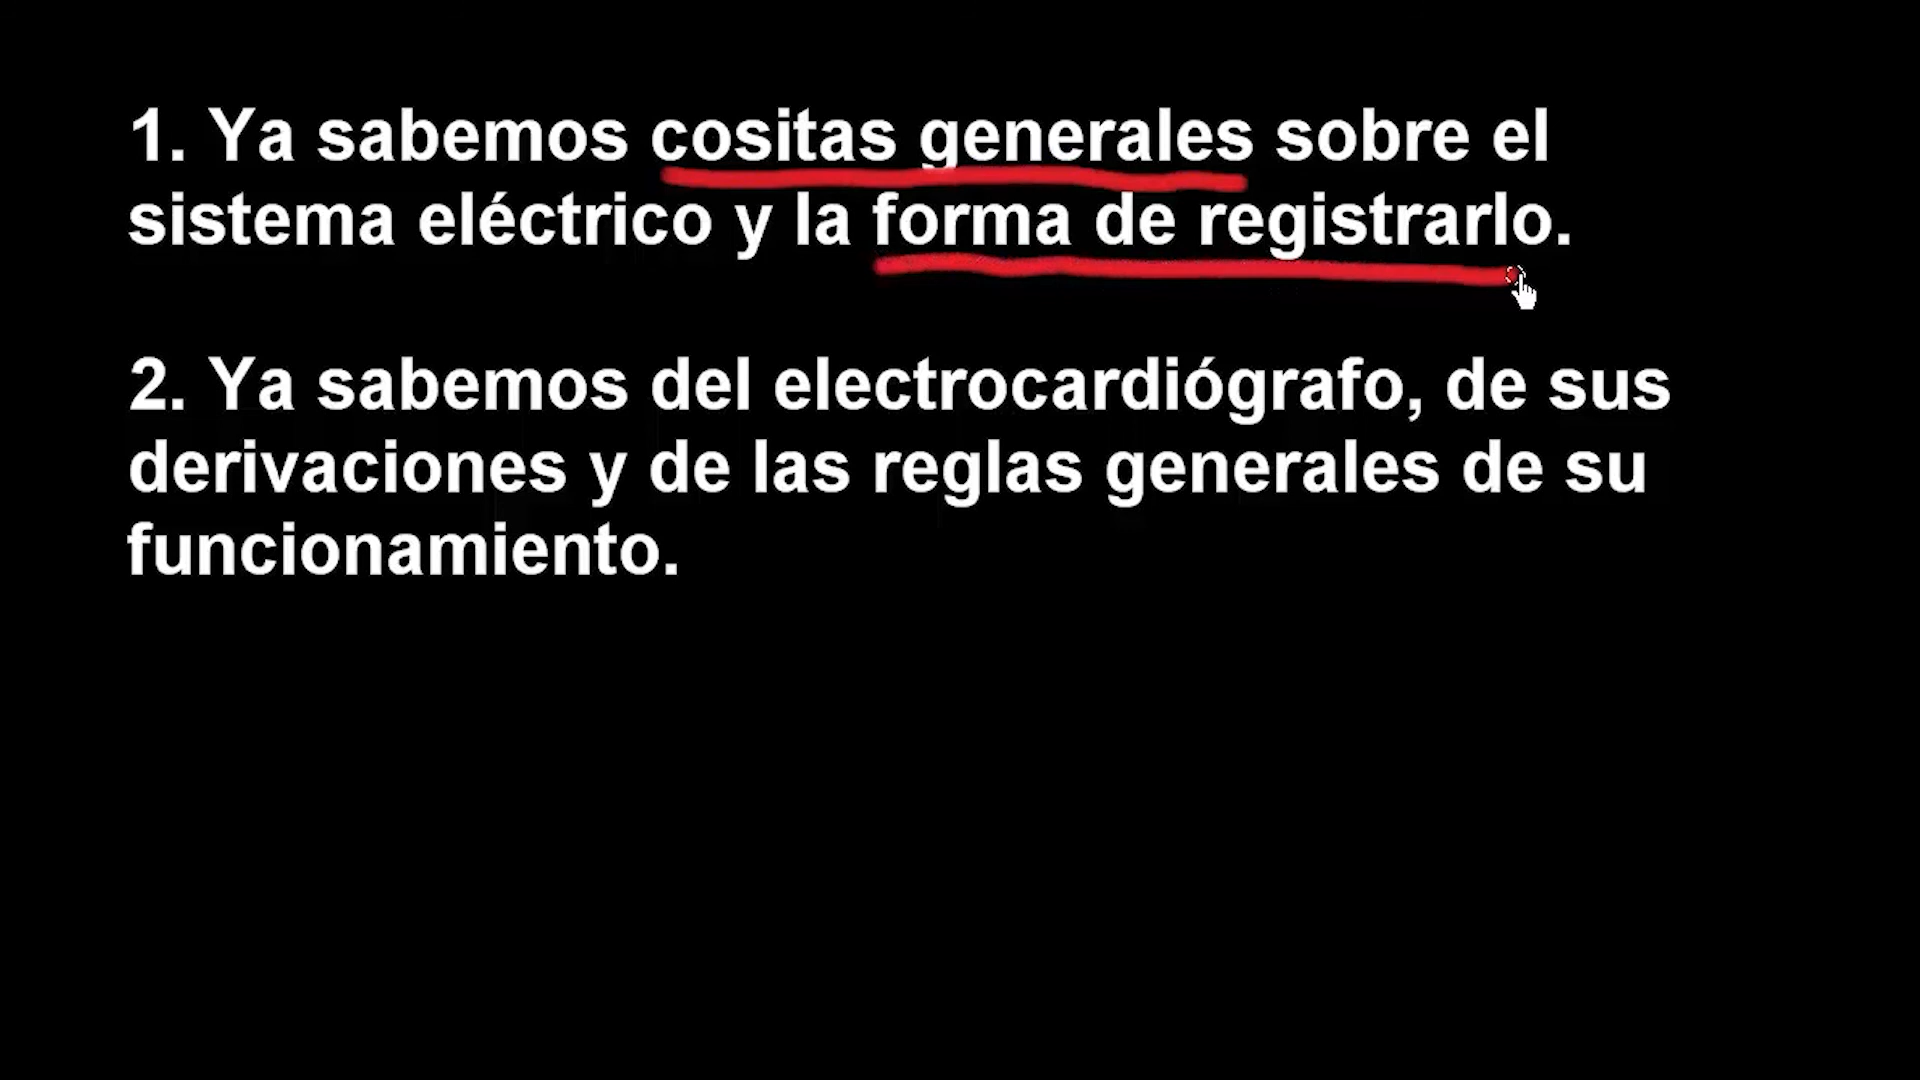 1. Ya sabemos cositas generales sobre el
sistema eléctrico y la forma de registrarlo.
2. Ya sabemos del electrocardiógrafo, de sus
derivaciones y de las reglas generales de su
funcionamiento.